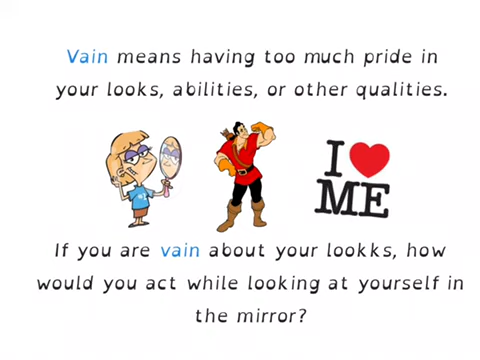 Vain means having too much pride in
your looks, abilities, or other qualities.
I ❤
ME
If you are vain about your lookks, how
would you act while looking at yourself in
the mirror?